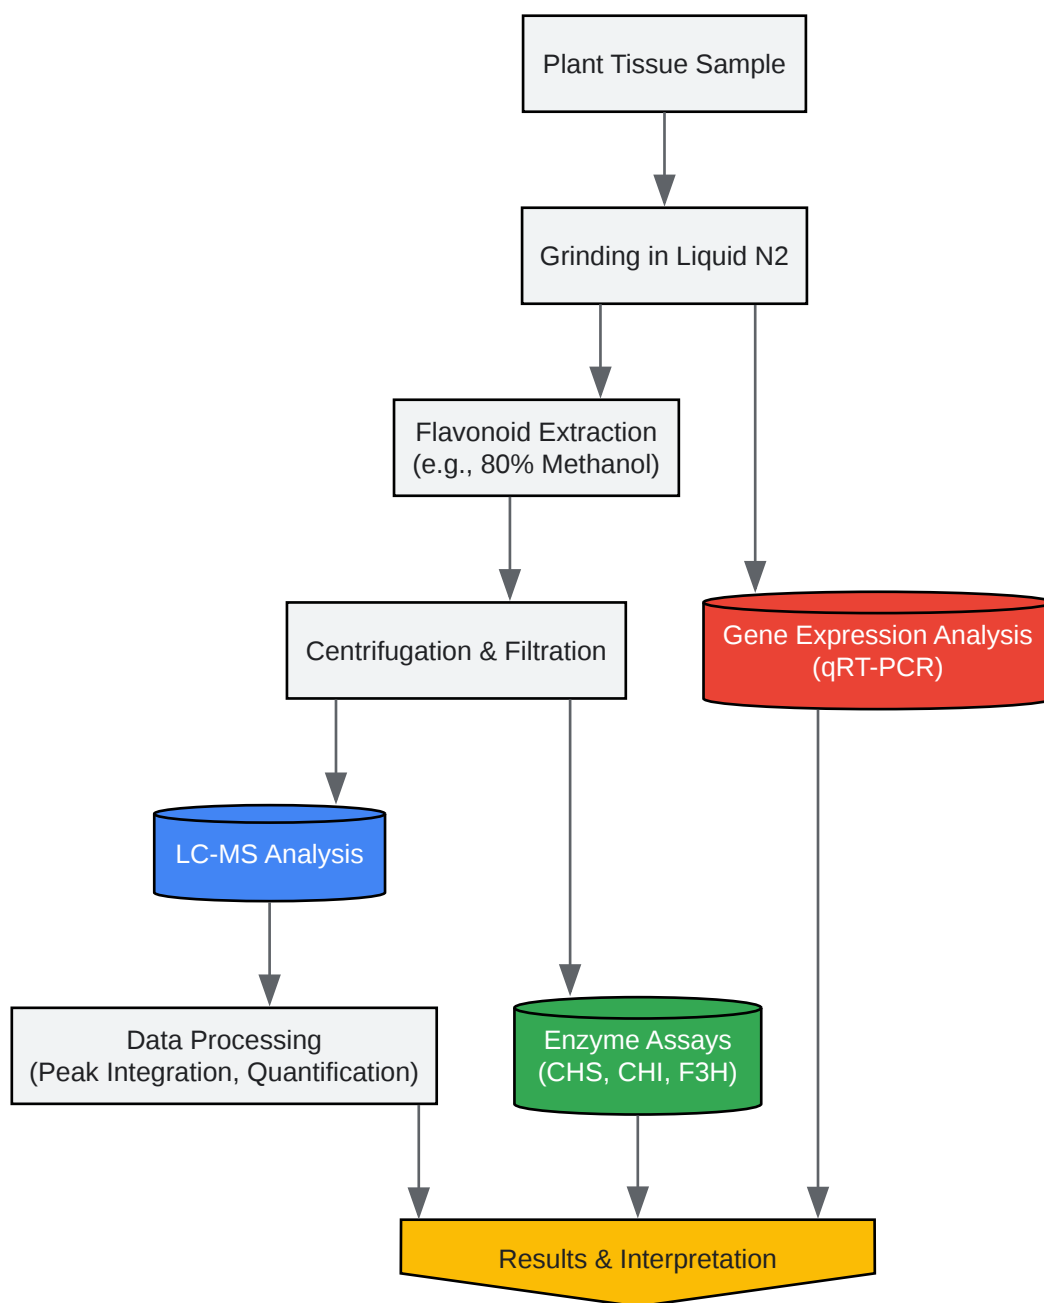 Plant Tissue Sample
Grinding in Liquid N2
Flavonoid Extraction
(e.g., 80% Methanol)
Centrifugation & Filtration
Gene Expression Analysis
(qRT-PCR)
LC-MS Analysis
Data Processing
(Peak Integration, Quantification)
Enzyme Assays
(CHS, CHI, F3H)
Results & Interpretation